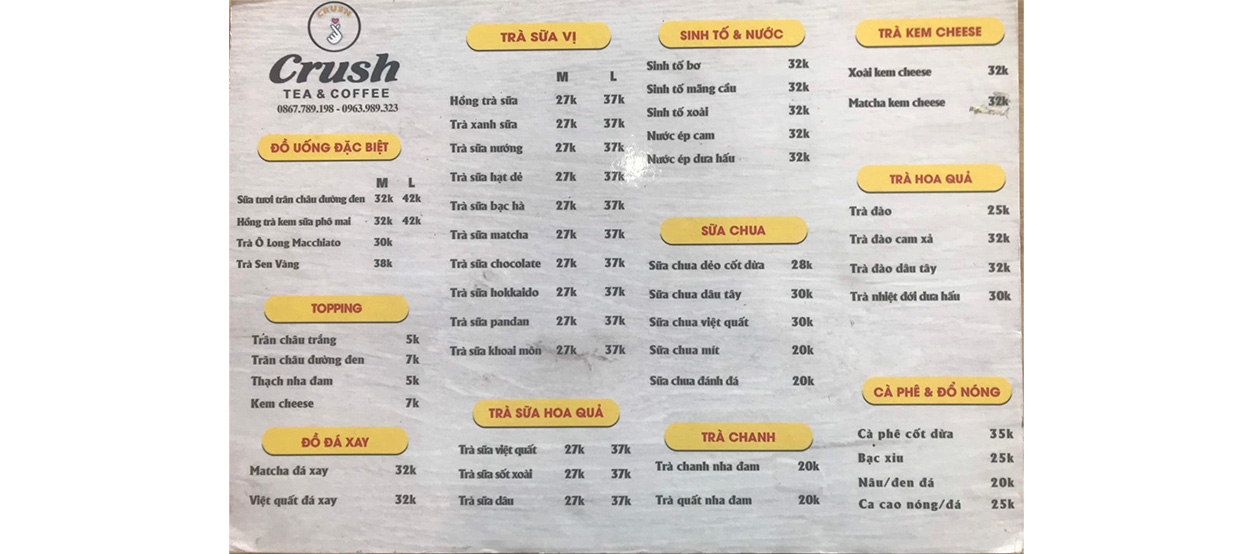 CRUSH
Crush
TEA & COFFEE
0867.789.198 - 0963.989.323
ĐỒ UỐNG ĐẶC BIỆT
M L
Sữa tươi trân châu đường đen 32k 42k
Hồng trà kem sữa phô mai 32k 42k
Trà Ô Long Macchiato 30k
Trà Sen Vàng 38k
TOPPING
Trân châu trắng 5k
Trân châu đường đen 7k
Thạch nha đam 5k
Kem cheese 7k
ĐỒ ĐÁ XAY
Matcha đá xay 32k
Việt quất đá xay 32k
TRÀ SỮA VỊ
M L
Hồng trà sữa 27k 37k
Trà xanh sữa 27k 37k
Trà sữa nướng 27k 37k
Trà sữa hạt dẻ 27k 37k
Trà sữa bạc hà 27k 37k
Trà sữa matcha 27k 37k
Trà sữa chocolate 27k 37k
Trà sữa hokkaido 27k 37k
Trà sữa pandan 27k 37k
Trà sữa khoai môn 27k 37k
TRÀ SỮA HOA QUẢ
Trà sữa việt quất 27k 37k
Trà sữa sốt xoài 27k 37k
Trà sữa dâu 27k 37k
SINH TỐ & NƯỚC
Sinh tố bơ 32k
Sinh tố mãng cầu 32k
Sinh tố xoài 32k
Nước ép cam 32k
Nước ép dưa hấu 32k
SỮA CHUA
Sữa chua dẻo cốt dừa 28k
Sữa chua dâu tây 30k
Sữa chua việt quất 30k
Sữa chua mít 20k
Sữa chua đánh đá 20k
TRÀ CHANH
Trà chanh nha đam 20k
Trà quất nha đam 20k
TRÀ KEM CHEESE
Xoài kem cheese 32k
Matcha kem cheese 32k
TRÀ HOA QUẢ
Trà đào 25k
Trà đào cam xả 32k
Trà đào dâu tây 32k
Trà nhiệt đới dưa hấu 30k
CÀ PHÊ & ĐỒ NÓNG
Cà phê cốt dừa 35k
Bạc xỉu 25k
Nâu/đen đá 20k
Ca cao nóng/đá 25k